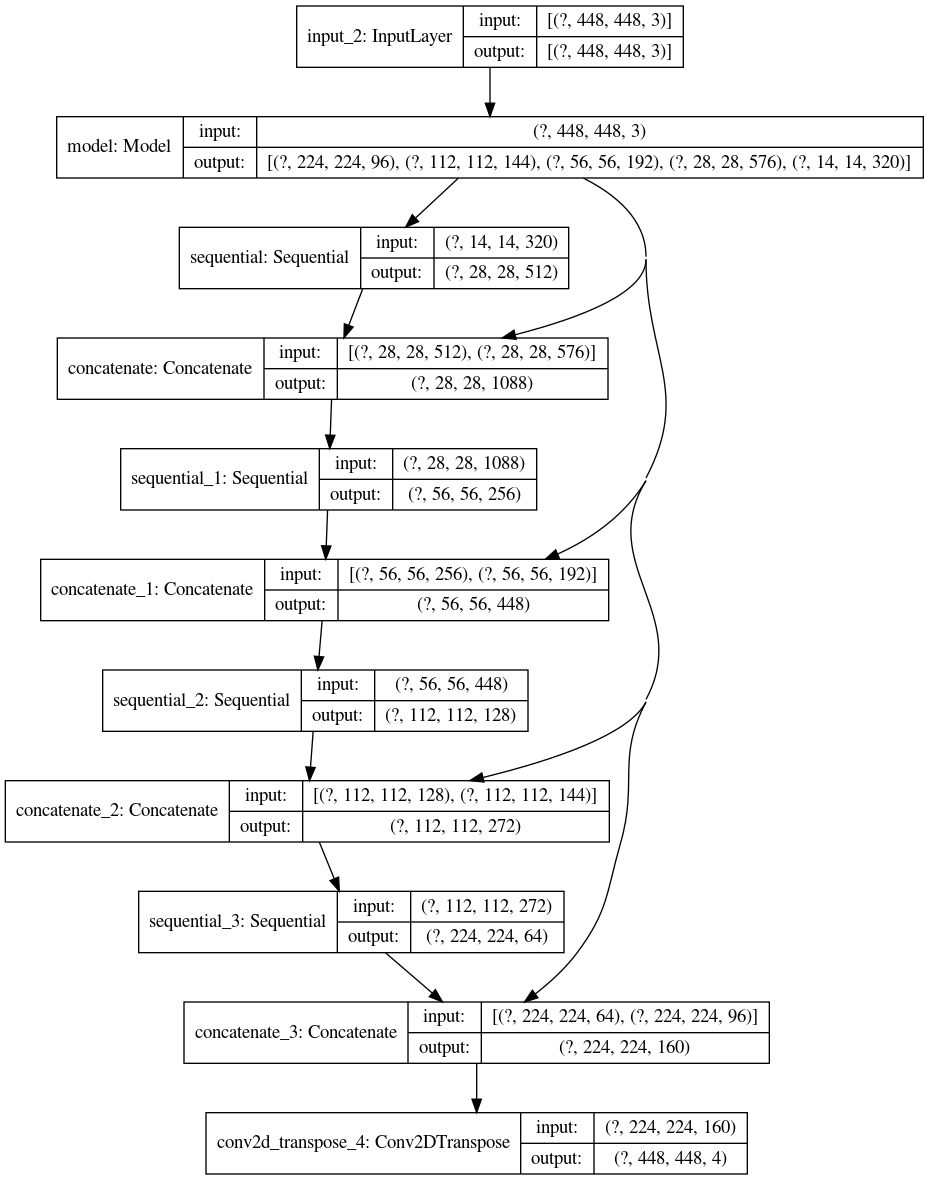 input_2: InputLayer
input:
[(?, 448, 448, 3)]
output:
[(?, 448, 448, 3)]
model: Model
input:
(?, 448, 448, 3)
output:
[(?, 224, 224, 96), (?, 112, 112, 144), (?, 56, 56, 192), (?, 28, 28, 576), (?, 14, 14, 320)]
sequential: Sequential
input:
(?, 14, 14, 320)
output:
(?, 28, 28, 512)
concatenate: Concatenate
input:
[(?, 28, 28, 512), (?, 28, 28, 576)]
output:
(?, 28, 28, 1088)
sequential_1: Sequential
input:
(?, 28, 28, 1088)
output:
(?, 56, 56, 256)
concatenate_1: Concatenate
input:
[(?, 56, 56, 256), (?, 56, 56, 192)]
output:
(?, 56, 56, 448)
sequential_2: Sequential
input:
(?, 56, 56, 448)
output:
(?, 112, 112, 128)
concatenate_2: Concatenate
input:
[(?, 112, 112, 128), (?, 112, 112, 144)]
output:
(?, 112, 112, 272)
sequential_3: Sequential
input:
(?, 112, 112, 272)
output:
(?, 224, 224, 64)
concatenate_3: Concatenate
input:
[(?, 224, 224, 64), (?, 224, 224, 96)]
output:
(?, 224, 224, 160)
conv2d_transpose_4: Conv2DTranspose
input:
(?, 224, 224, 160)
output:
(?, 448, 448, 4)